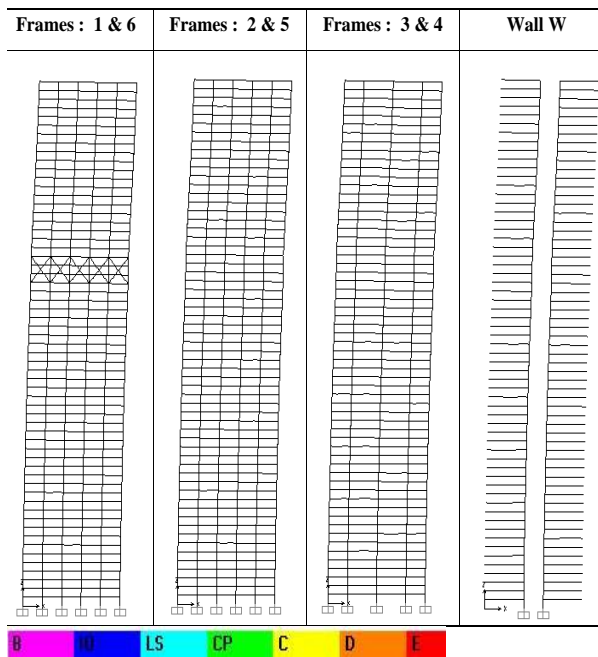 Frames : 1 & 6 Frames : 2 & 5 Frames : 3 & 4 Wall W
Z Z Z Z
X X X X
B IO LS CP C D E